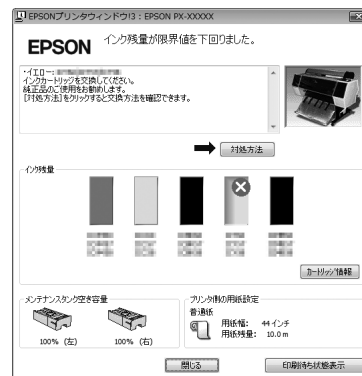 EPSONプリンタウィンドウ!3 : EPSON PX-XXXXX
EPSON
インク残量が限界値を下回りました。
・イエロー:
インクカートリッジを交換してください。
純正品のご使用をお勧めします。
[対処方法]をクリックすると交換方法を確認できます。
対処方法
インク残量
カートリッジ情報
メンテナンスタンク空き容量
100% (左)
100% (右)
プリンタ側の用紙設定
普通紙
用紙幅: 44 インチ
用紙残量: 10.0 m
閉じる
印刷待ち状態表示